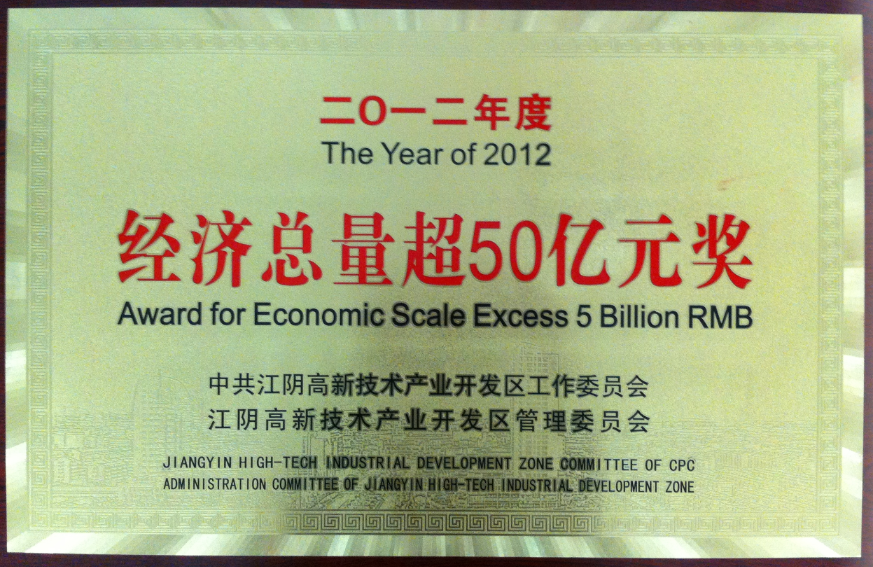 二〇一二年度
The Year of 2012
经济总量超50亿元奖
Award for Economic Scale Excess 5 Billion RMB
中共江阴高新技术产业开发区工作委员会
江阴高新技术产业开发区管理委员会
JIANGYIN HIGH-TECH INDUSTRIAL DEVELOPMENT ZONE COMMITTEE OF CPC
ADMINISTRATION COMMITTEE OF JIANGYIN HIGH-TECH INDUSTRIAL DEVELOPMENT ZONE